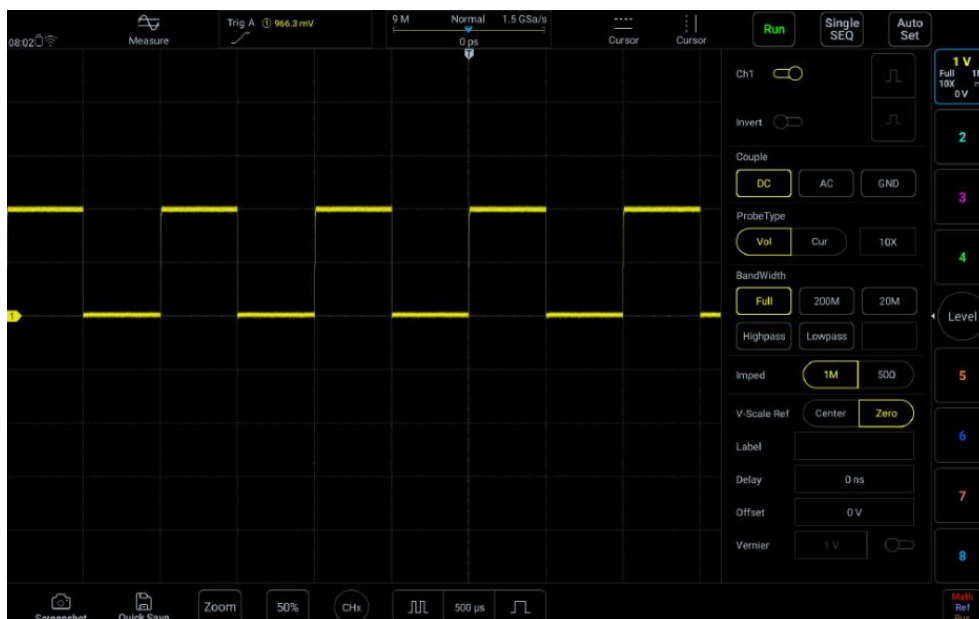 Trig A ① 966.3 mV
9 M Normal 1.5 GSa/s
Run
Single
SEQ
Auto
Set
08:02
Measure
0 ps
T
Cursor
Cursor
Ch1
Invert
Couple
DC AC GND
ProbeType
Vol Cur 10X
BandWidth
Full 200M 20M
Highpass Lowpass
Imped 1M 50Ω
V-Scale Ref Center Zero
Label
Delay 0 ns
Offset 0 V
Vernier 1 V
1 V
Full
10X
0 V
2
3
4
Level
5
6
7
8
1
Screenshot
Quick Save
Zoom
50%
CHx
500 μs
Math
Ref
Bus